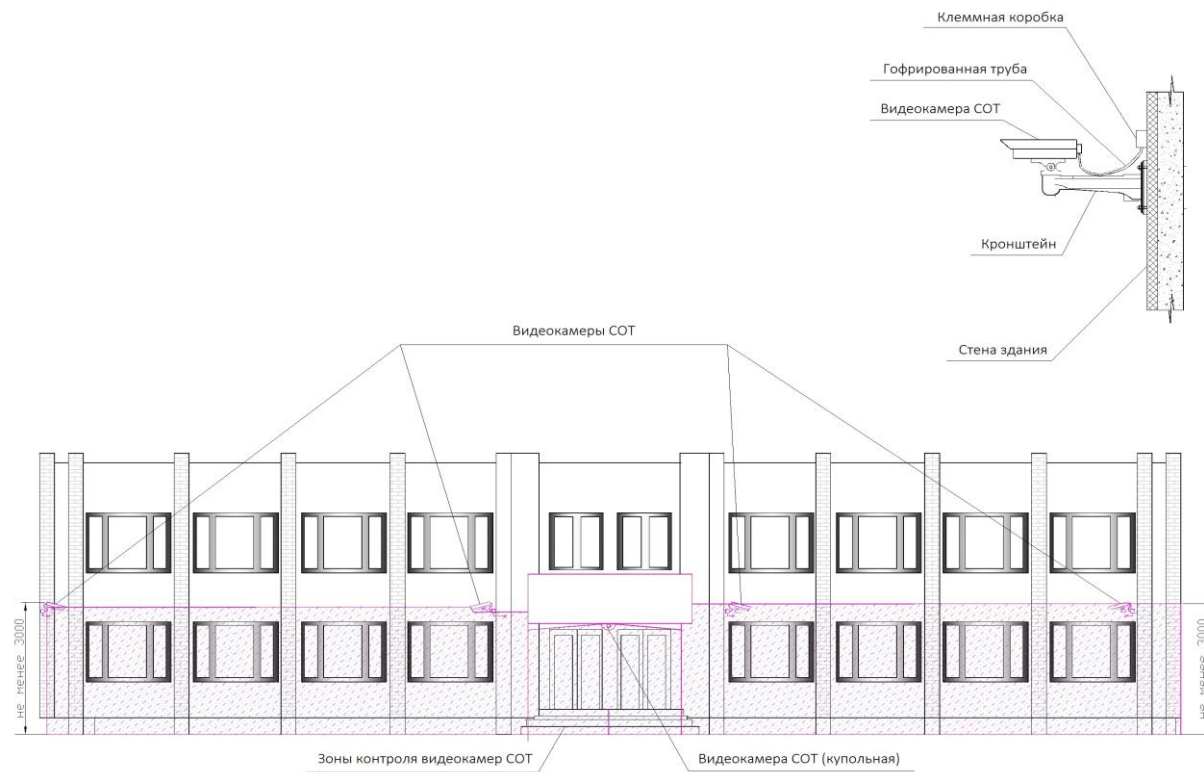 Клеммная коробка
Гофрированная труба
Видеокамера СОТ
Кронштейн
Стена здания
Видеокамеры СОТ
не менее 3000
не менее 3000
Зоны контроля видеокамер СОТ
Видеокамера СОТ (купольная)